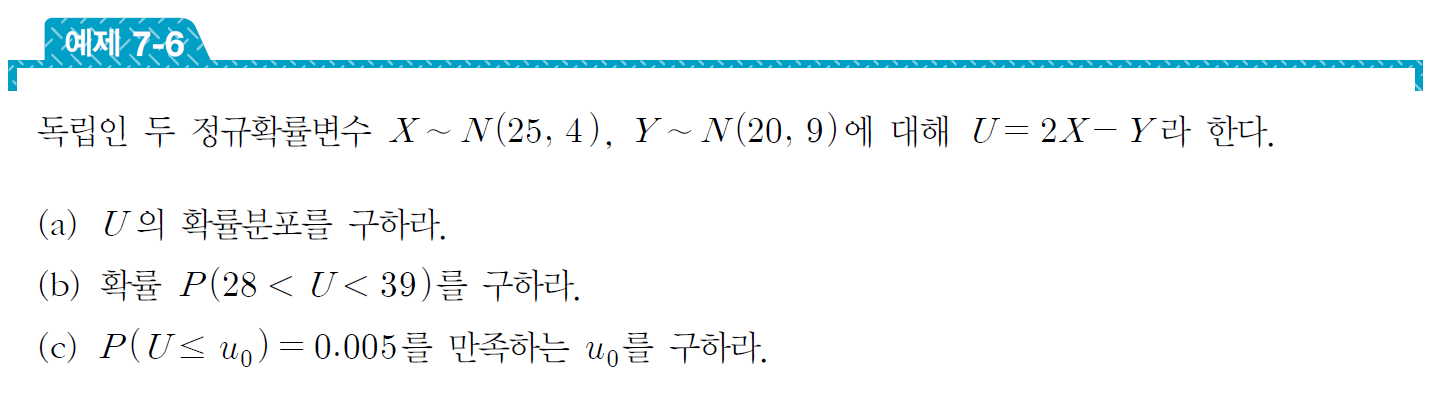 예제 7-6
독립인 두 정규확률변수 X ~ N(25, 4), Y ~ N(20, 9)에 대해 U = 2X - Y라 한다.
(a) U의 확률분포를 구하라.
(b) 확률 P(28 < U < 39)를 구하라.
(c) P(U ≤ u₀) = 0.005를 만족하는 u₀를 구하라.